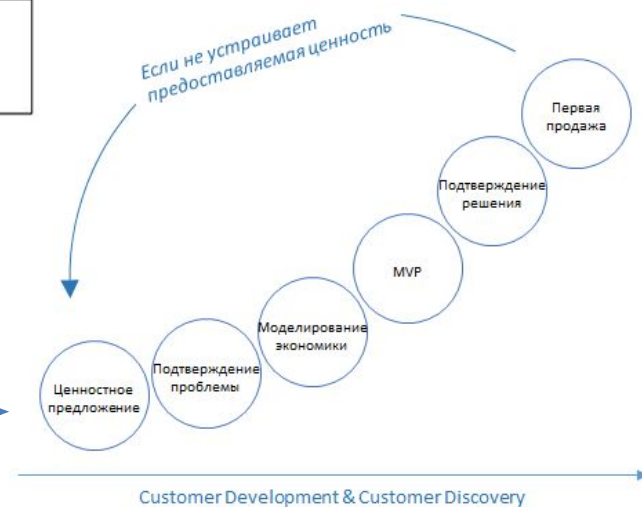 Если не устраивает
предоставляемая ценность
Первая
продажа
Подтверждение
решения
MVP
Моделирование
экономики
Подтверждение
проблемы
Ценностное
предложение
Customer Development & Customer Discovery